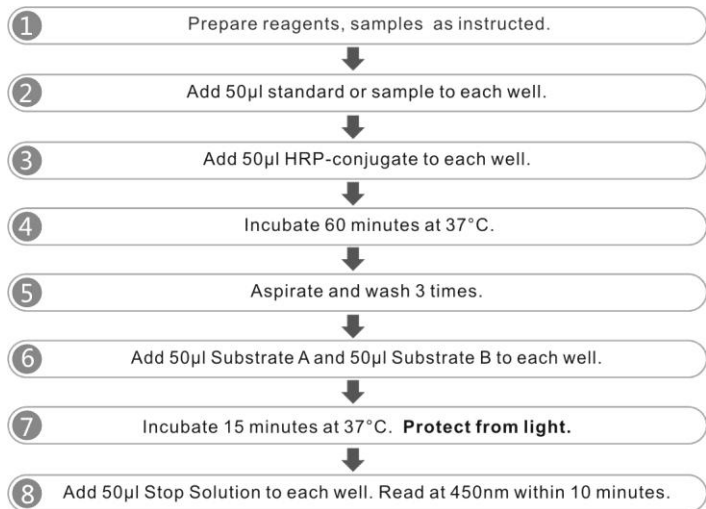 1 Prepare reagents, samples as instructed.
2 Add 50μl standard or sample to each well.
3 Add 50μl HRP-conjugate to each well.
4 Incubate 60 minutes at 37°C.
5 Aspirate and wash 3 times.
6 Add 50μl Substrate A and 50μl Substrate B to each well.
7 Incubate 15 minutes at 37°C. Protect from light.
8 Add 50μl Stop Solution to each well. Read at 450nm within 10 minutes.